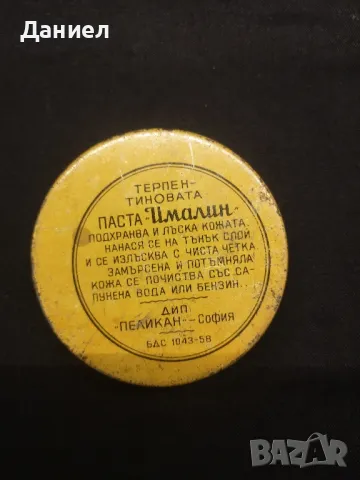 Даниел
ТЕРПЕН-
ТИНОВАТА
ПАСТА „Ималин“
ПОДХРАНВА И ЛЪСКА КОЖАТА.
НАНАСЯ СЕ НА ТЪНЪК СЛОЙ
И СЕ ИЗЛЪСКВА С ЧИСТА ЧЕТКА.
ЗАМЪРСЕНА И ПОТЪМНЯЛА
КОЖА СЕ ПОЧИСТВА СЪС СА-
ПУНЕНА ВОДА ИЛИ БЕНЗИН.
ДИП
„ПЕЛИКАН“ – СОФИЯ
БДС 1043-58
BAZAR